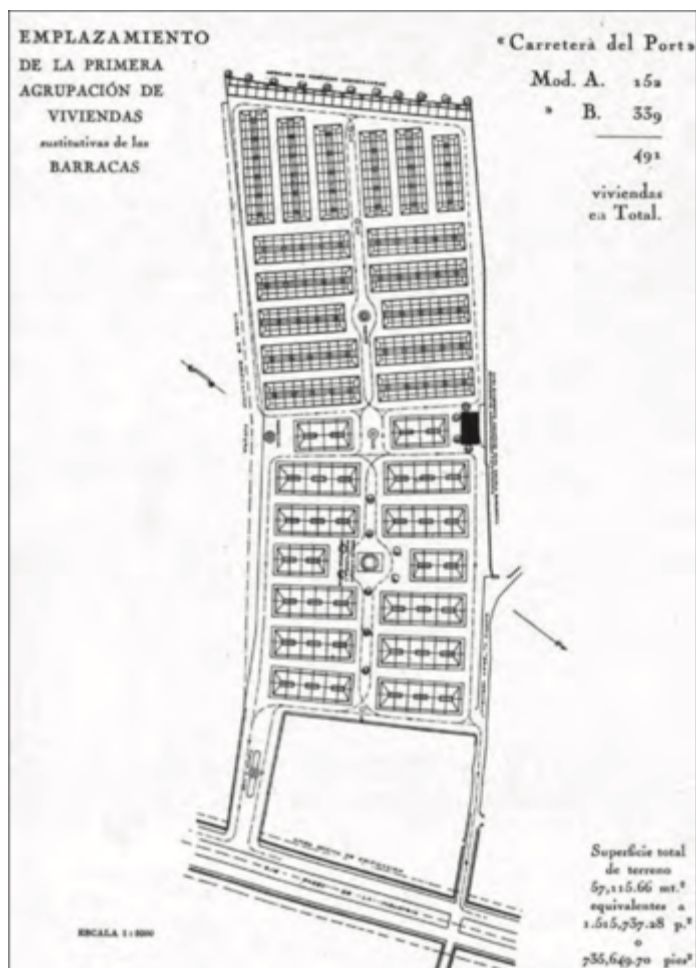 EMPLAZAMIENTO
DE LA PRIMERA
AGRUPACIÓN DE
VIVIENDAS
sustitutivas de las
BARRACAS
«Carretera del Port»
Mod. A. 152
» B. 339
491
viviendas
en Total.
Superficie total
de terreno
57,115.66 mt.²
equivalentes a
1.515,737.28 p.²
o
735,649.70 pies²
ESCALA 1:2000